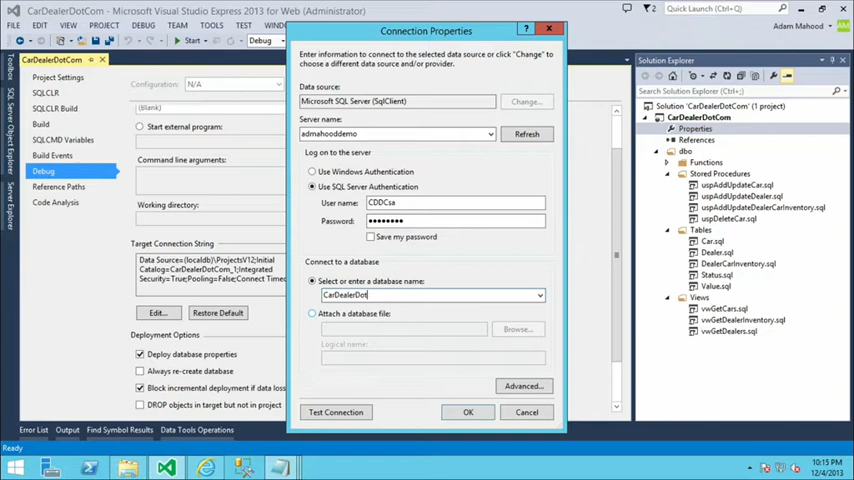 CarDealerDotCom - Microsoft Visual Studio Express 2013 for Web (Administrator)
2
Quick Launch (Ctrl+Q)
FILE EDIT VIEW PROJECT DEBUG TEAM TOOLS TEST
Adam Mahood
AM
Start
Debug
Toolbox
SQL Server Object Explorer
Server Explorer
CarDealerDotCom
Project Settings
SQLCLR
SQLCLR Build
Build
SQLCMD Variables
Build Events
Debug
Reference Paths
Code Analysis
Configuration: N/A
(Blank)
Start external program:
Command line arguments:
Working directory:
Target Connection String
Data Source=(localdb)\ProjectsV12;Initial
Catalog=CarDealerDotCom_1;Integrated
Security=True;Pooling=False;Connect Timeo
Edit... Restore Default
Deployment Options
Deploy database properties
Always re-create database
Block incremental deployment if data loss
DROP objects in target but not in project
Connection Properties
?
Enter information to connect to the selected data source or click "Change" to
choose a different data source and/or provider.
Data source:
Microsoft SQL Server (SqlClient) Change...
Server name:
admahooddemo Refresh
Log on to the server
Use Windows Authentication
Use SQL Server Authentication
User name: CDDCsa
Password: ●●●●●●●●
Save my password
Connect to a database
Select or enter a database name:
CarDealerDot
Attach a database file:
Browse...
Logical name:
Advanced...
Test Connection OK Cancel
Solution Explorer
Search Solution Explorer (Ctrl+;)
Solution 'CarDealerDotCom' (1 project)
CarDealerDotCom
Properties
References
dbo
Functions
Stored Procedures
uspAddUpdateCar.sql
uspAddUpdateDealer.sql
uspAddUpdateDealerCarInventory.sql
uspDeleteCar.sql
Tables
Car.sql
Dealer.sql
DealerCarInventory.sql
Status.sql
Value.sql
Views
vwGetCars.sql
vwGetDealerInventory.sql
vwGetDealers.sql
Error List Output Find Symbol Results Data Tools Operations
Ready
10:15 PM
12/4/2013